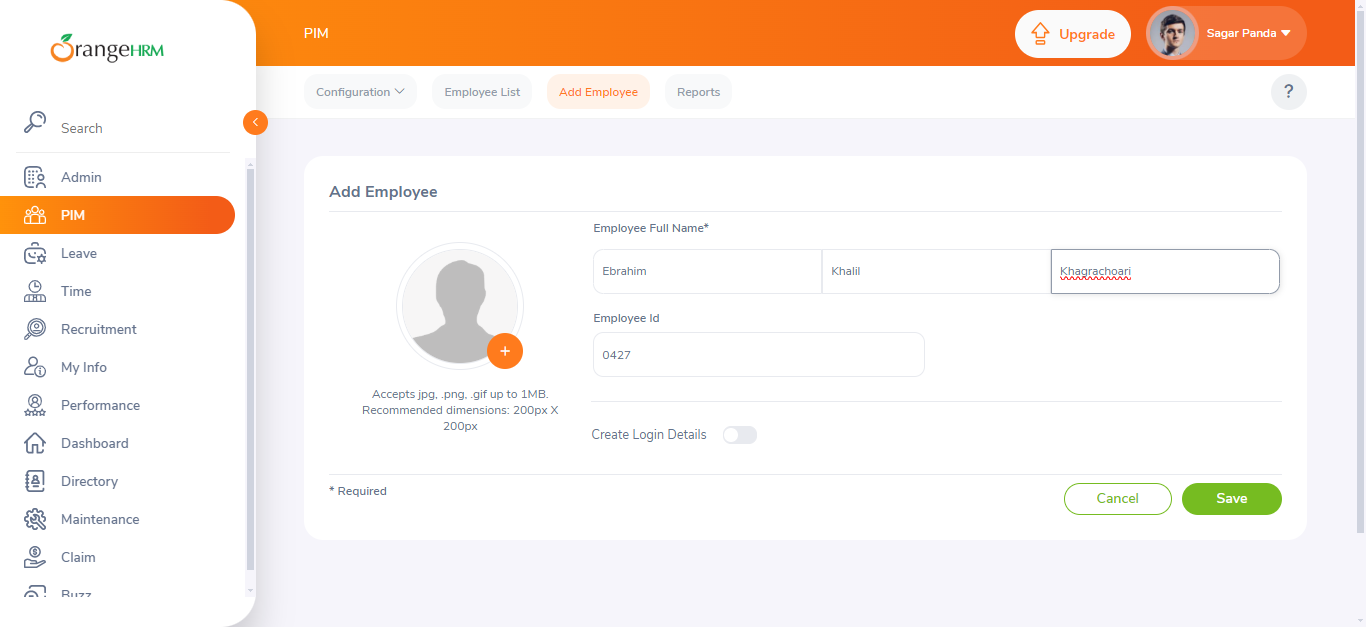 OrangeHRM
Search
Admin
PIM
Leave
Time
Recruitment
My Info
Performance
Dashboard
Directory
Maintenance
Claim
Buzz
PIM
Upgrade
Sagar Panda
Configuration
Employee List
Add Employee
Reports
?
Add Employee
Employee Full Name*
Ebrahim Khalil Khagrachoari
Employee Id
0427
Accepts jpg, .png, .gif up to 1MB.
Recommended dimensions: 200px X
200px
Create Login Details
* Required
Cancel
Save